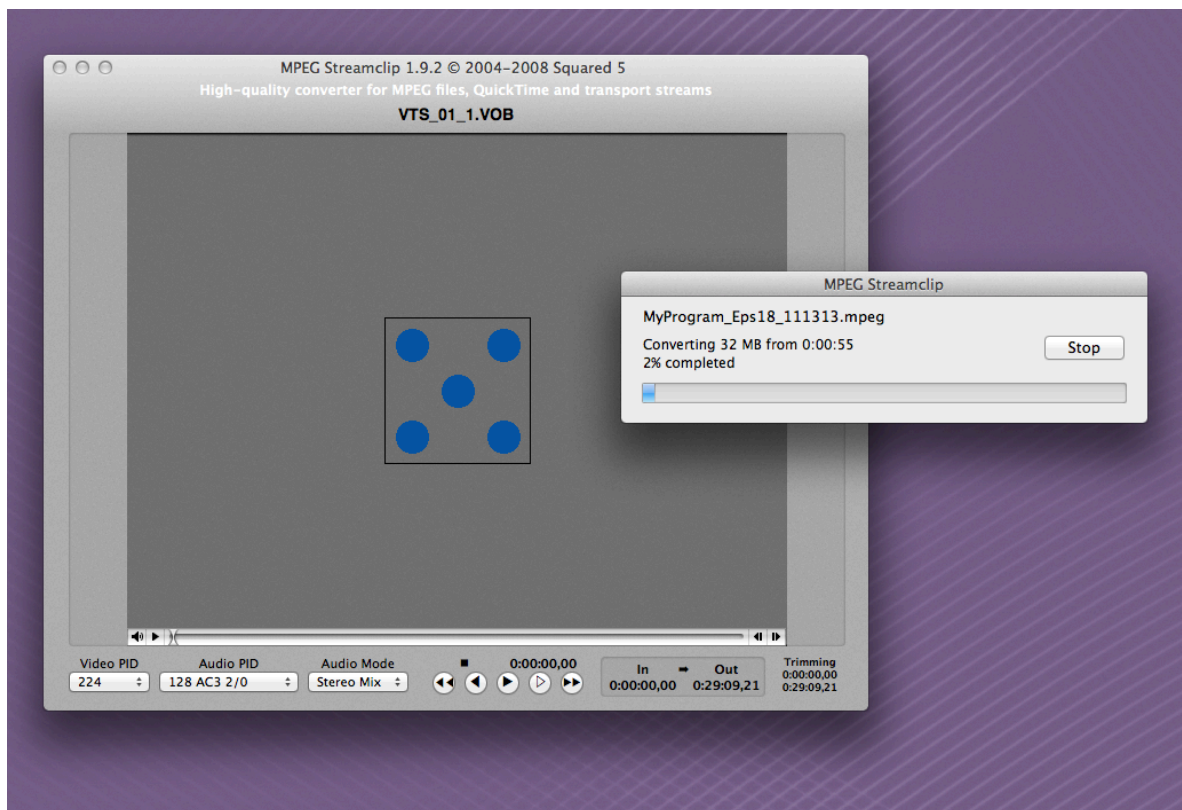 MPEG Streamclip 1.9.2 © 2004–2008 Squared 5
High-quality converter for MPEG files, QuickTime and transport streams
VTS_01_1.VOB
MPEG Streamclip
MyProgram_Eps18_111313.mpeg
Converting 32 MB from 0:00:55
Stop
2% completed
Video PID
Audio PID
Audio Mode
0:00:00,00
224
128 AC3 2/0
Stereo Mix
In
Out
0:00:00,00
0:29:09,21
Trimming
0:00:00,00
0:29:09,21